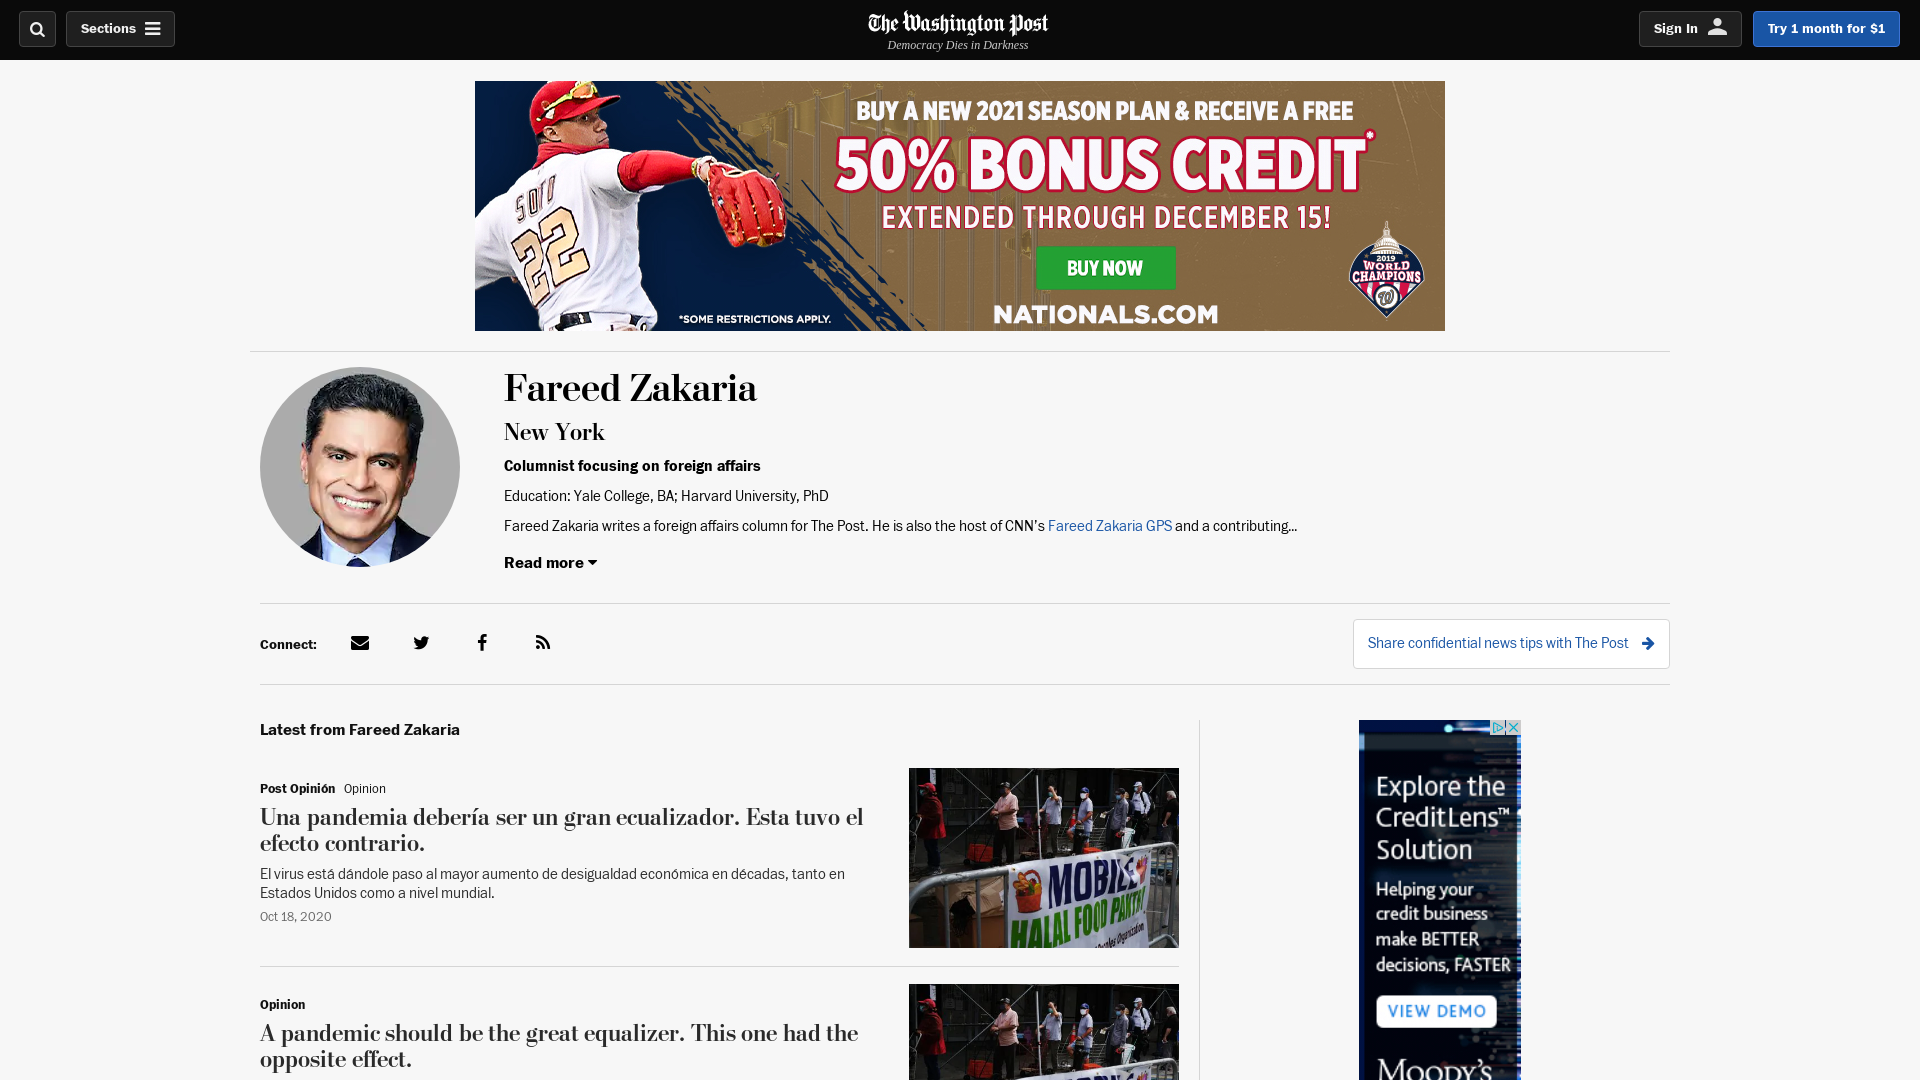 Sections
The Washington Post
Democracy Dies in Darkness
Sign In
Try 1 month for $1
BUY A NEW 2021 SEASON PLAN & RECEIVE A FREE
50% BONUS CREDIT*
EXTENDED THROUGH DECEMBER 15!
BUY NOW
NATIONALS.COM
*SOME RESTRICTIONS APPLY.
SOTO
22
2019
WORLD
CHAMPIONS
W
Fareed Zakaria
New York
Columnist focusing on foreign affairs
Education: Yale College, BA; Harvard University, PhD
Fareed Zakaria writes a foreign affairs column for The Post. He is also the host of CNN’s Fareed Zakaria GPS and a contributing...
Read more
Connect:
Share confidential news tips with The Post
Latest from Fareed Zakaria
Post Opinión Opinion
Una pandemia debería ser un gran ecualizador. Esta tuvo el
efecto contrario.
El virus está dándole paso al mayor aumento de desigualdad económica en décadas, tanto en
Estados Unidos como a nivel mundial.
Oct 18, 2020
MOBILE
HALAL FOOD PANTRY
Organization
Opinion
A pandemic should be the great equalizer. This one had the
opposite effect.
Explore the
CreditLens™
Solution
Helping your
credit business
make BETTER
decisions, FASTER
VIEW DEMO
MOODY'S